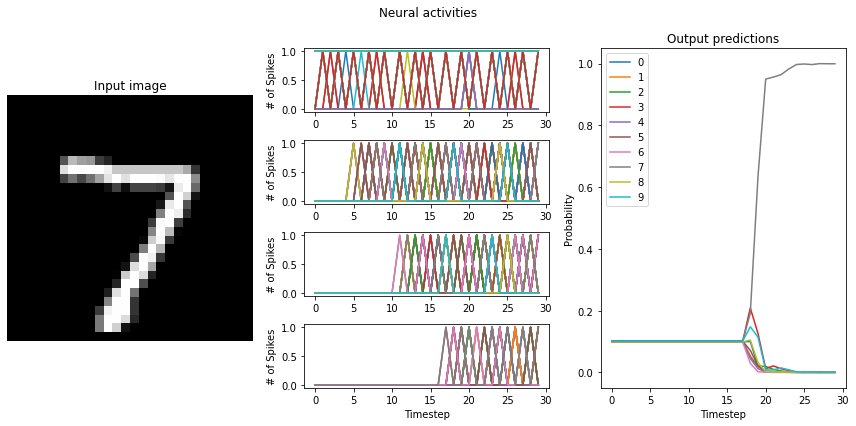 Neural activities
Input image
7
# of Spikes
1.0
0.5
0.0
0 5 10 15 20 25 30
# of Spikes
1.0
0.5
0.0
0 5 10 15 20 25 30
# of Spikes
1.0
0.5
0.0
0 5 10 15 20 25 30
# of Spikes
1.0
0.5
0.0
0 5 10 15 20 25 30
Timestep
Output predictions
Probability
1.0
0.8
0.6
0.4
0.2
0.0
0
1
2
3
4
5
6
7
8
9
0 5 10 15 20 25 30
Timestep